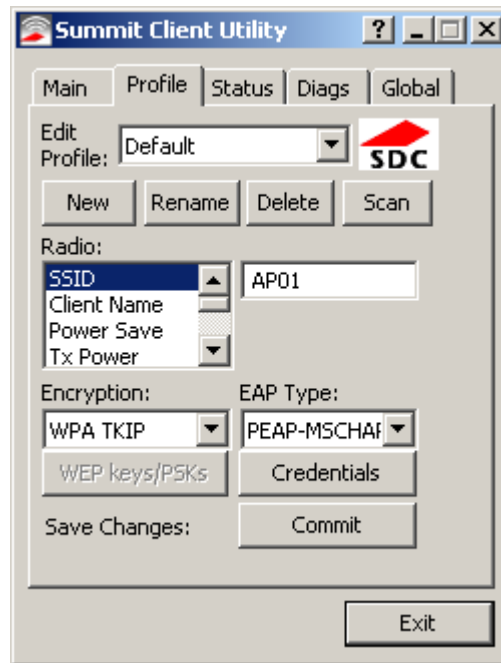 Summit Client Utility ? X
Main Profile Status Diags Global
Edit
Profile: Default
SDC
New Rename Delete Scan
Radio:
SSID AP01
Client Name
Power Save
Tx Power
Encryption: EAP Type:
WPA TKIP PEAP-MSCHAP
WEP keys/PSKs Credentials
Save Changes: Commit
Exit